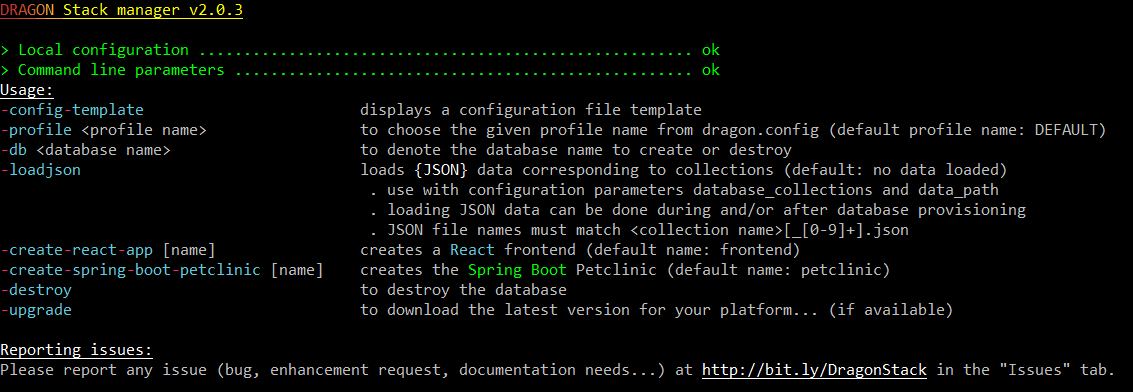 DRAGON Stack manager v2.0.3
> Local configuration ....................................................... ok
> Command line parameters ................................................... ok
Usage:
-config-template displays a configuration file template
-profile <profile name> to choose the given profile name from dragon.config (default profile name: DEFAULT)
-db <database name> to denote the database name to create or destroy
-loadjson loads {JSON} data corresponding to collections (default: no data loaded)
. use with configuration parameters database_collections and data_path
. loading JSON data can be done during and/or after database provisioning
. JSON file names must match <collection name>[_[0-9]+].json
-create-react-app [name] creates a React frontend (default name: frontend)
-create-spring-boot-petclinic [name] creates the Spring Boot Petclinic (default name: petclinic)
-destroy to destroy the database
-upgrade to download the latest version for your platform... (if available)
Reporting issues:
Please report any issue (bug, enhancement request, documentation needs...) at http://bit.ly/DragonStack in the "Issues" tab.